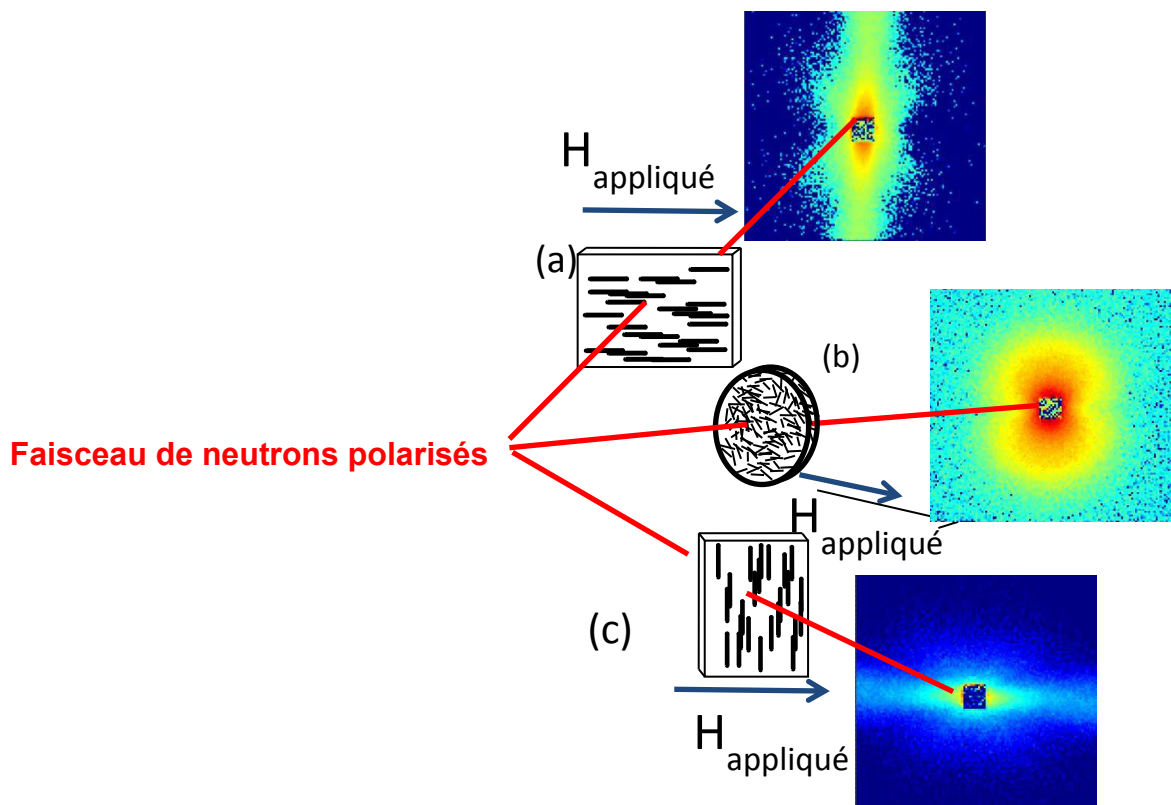 H appliqué
(a)
(b)
Faisceau de neutrons polarisés
H appliqué
(c)
H appliqué